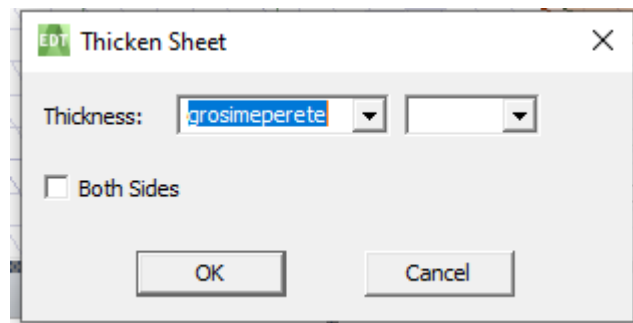 EDT Thicken Sheet
Thickness: grosimeperete
Both Sides
OK Cancel